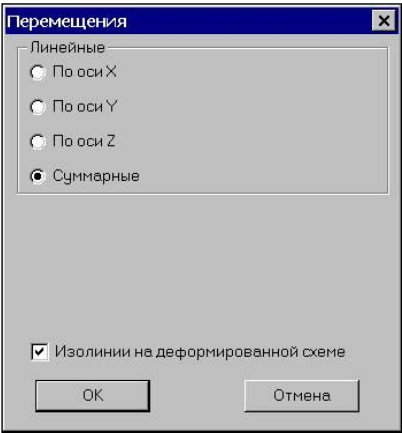 Перемещения
Линейные
По оси X
По оси Y
По оси Z
Суммарные
Изолинии на деформированной схеме
OK
Отмена